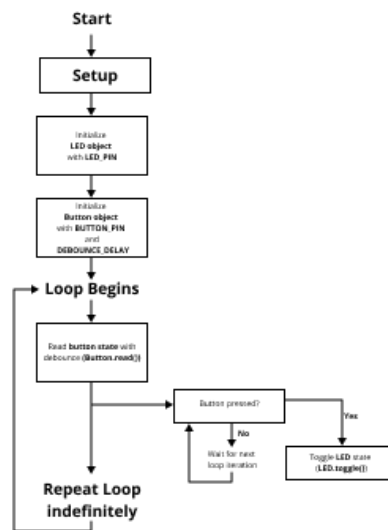 Start
Setup
Initialize
LED object
with LED_PIN
Initialize
Button object
with BUTTON_PIN
and
DEBOUNCE_DELAY
Loop Begins
Read button state with
debounce (Button.read())
Button pressed?
Yes
No
Wait for next
loop iteration
Toggle LED state
(LED.toggle())
Repeat Loop
indefinitely